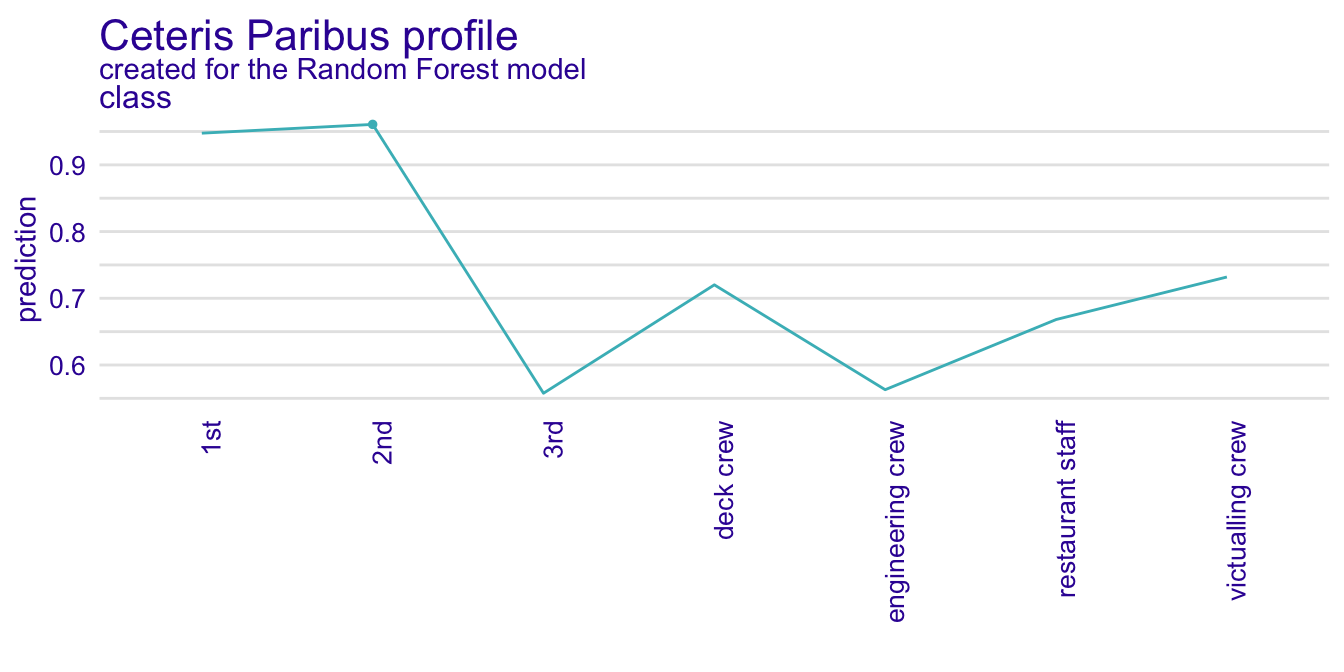 Ceteris Paribus profile
created for the Random Forest model
class
prediction
0.9
0.8
0.7
0.6
1st
2nd
3rd
deck crew
engineering crew
restaurant staff
victualling crew